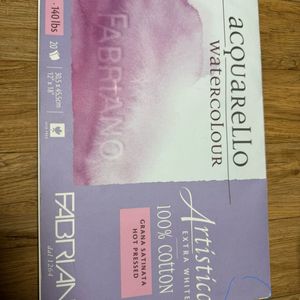 acquarello
watercolour
FABRIANO
Artistico
EXTRA WHITE
100% COTTON
GRANA SATINATA
HOT PRESSED
140 lbs
20
30,5 x 45,5cm
12" x 18"
FABRIAN
dal 1264